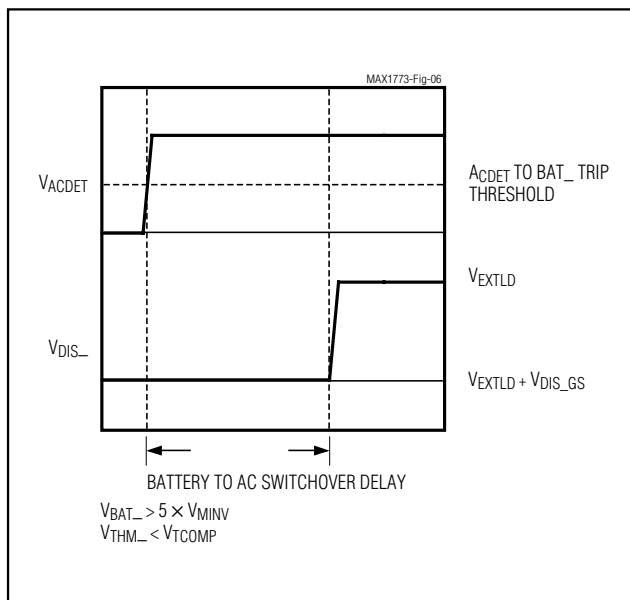 MAX1773-Fig-06
VACDET
ACDET TO BAT_ TRIP
THRESHOLD
VEXTLD
VDIS_
VEXTLD + VDIS_GS
BATTERY TO AC SWITCHOVER DELAY
VBAT_ > 5 × VMINV
VTHM_ < VTCOMP